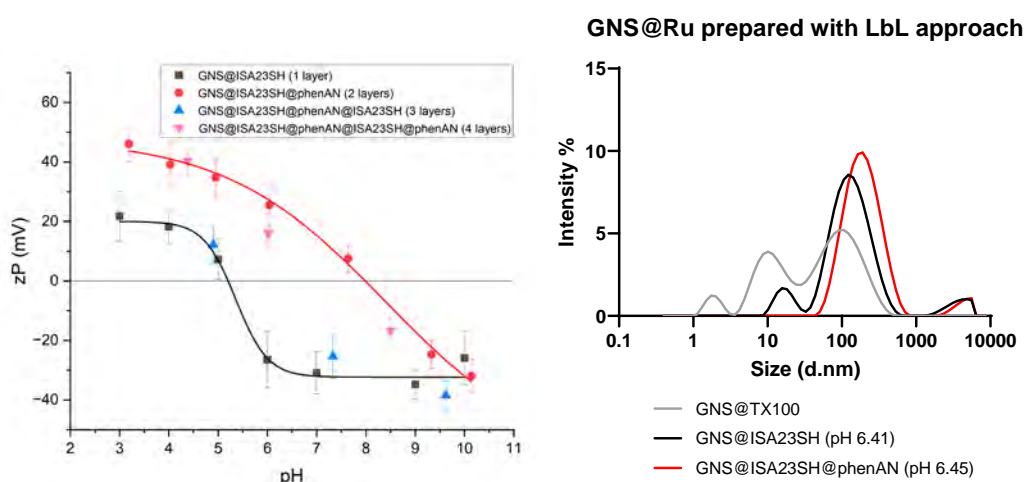 GNS@Ru prepared with LbL approach
GNS@ISA23SH (1 layer)
GNS@ISA23SH@phenAN (2 layers)
GNS@ISA23SH@phenAN@ISA23SH (3 layers)
GNS@ISA23SH@phenAN@ISA23SH@phenAN (4 layers)
zP (mV)
60
40
20
0
−20
−40
2 3 4 5 6 7 8 9 10 11
pH
Intensity %
15
10
5
0
0.1 1 10 100 1000 10000
Size (d.nm)
GNS@TX100
GNS@ISA23SH (pH 6.41)
GNS@ISA23SH@phenAN (pH 6.45)